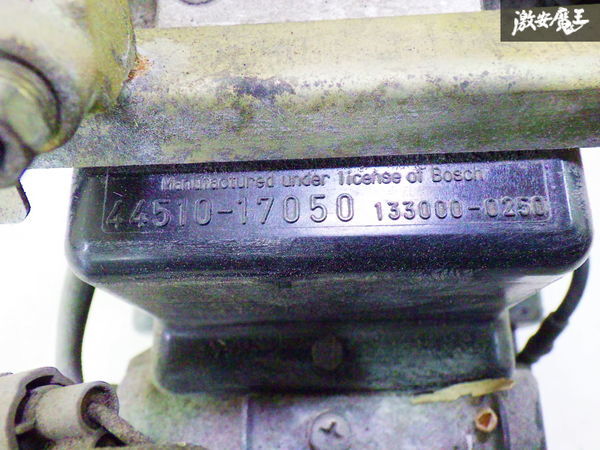 激安魔王
Manufactured under license of Bosch
44510-17050 133000-0250